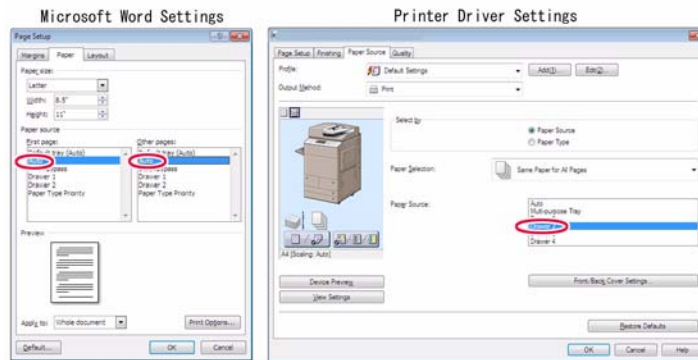 Microsoft Word Settings
Page Setup
Margins Paper Layout
Paper size:
Letter
Width: 8.5"
Height: 11"
Paper source
First page: Other pages:
Default tray (Auto) Default tray (Auto)
Auto Auto
Drawer 1 Drawer 1
Drawer 2 Drawer 2
Paper Type Priority Paper Type Priority
Preview
Apply to: Whole document Print Options...
Default... OK Cancel
Printer Driver Settings
Page Setup Finishing Paper Source Quality
Profile: Default Settings Add(1)... Edit(2)...
Output Method: Print
Select by
Paper Source
Paper Type
Paper Selection: Same Paper for All Pages
Paper Source:
Auto
Multi-purpose Tray
Drawer 4
A4 [Scaling: Auto]
Device Preview
View Settings
Front/Back Cover Settings...
Restore Defaults
OK Cancel Help